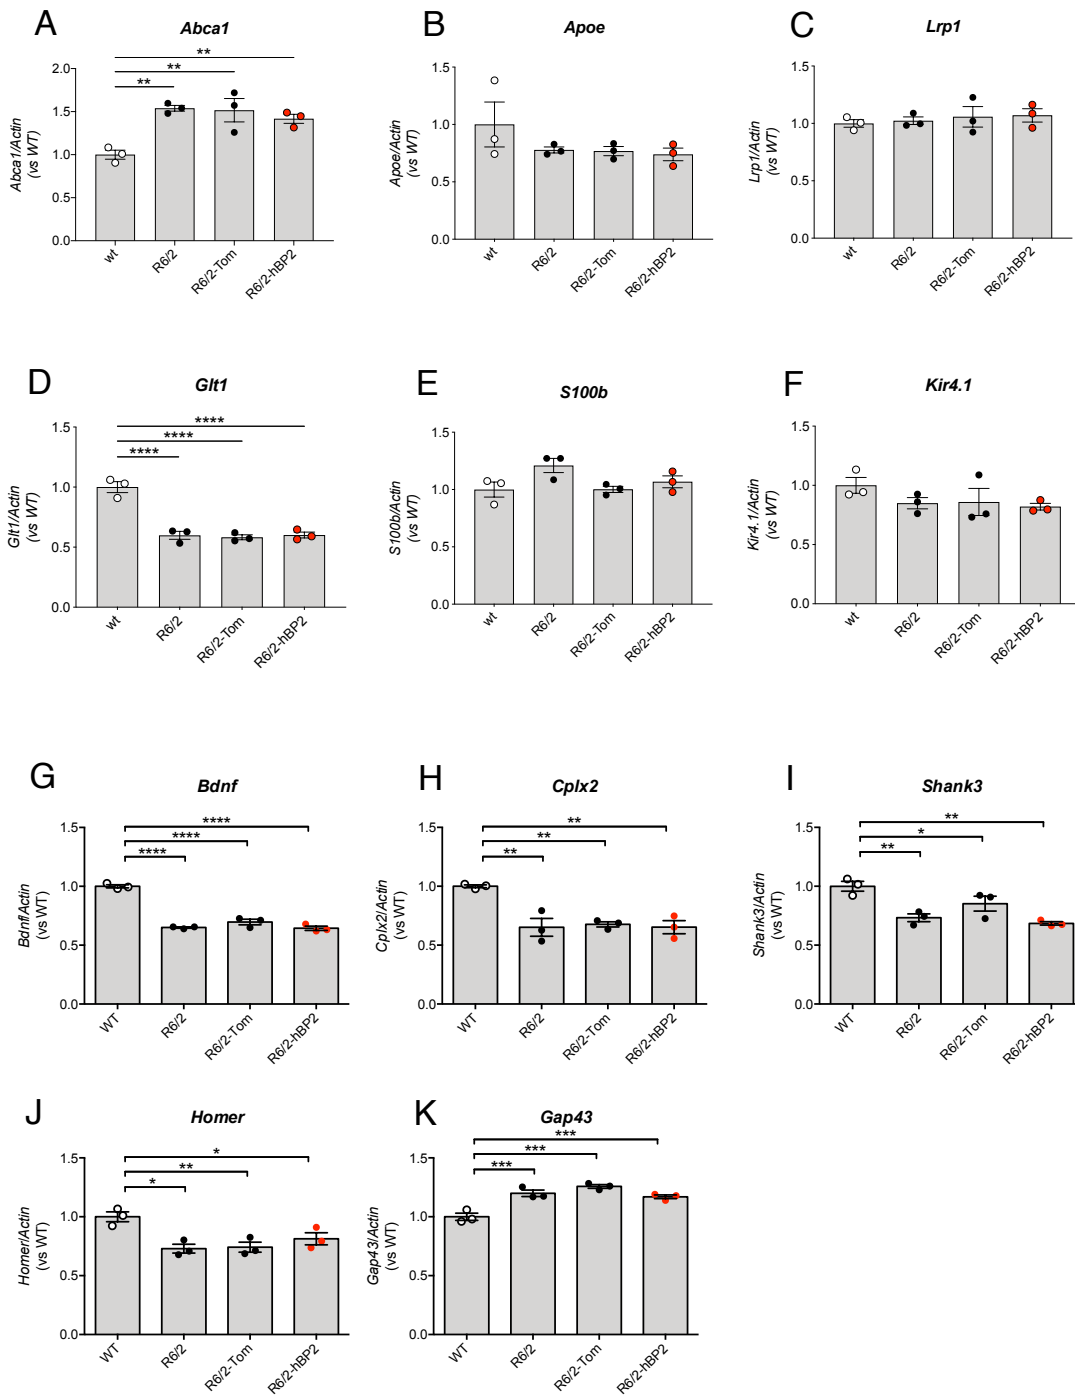 A
Abca1
**
**
**
Abca1/Actin
(vs WT)
2.0
1.5
1.0
0.5
0.0
wt
R6/2
R6/2-Tom
R6/2-hBP2
B
Apoe
Apoe/Actin
(vs WT)
1.5
1.0
0.5
0.0
wt
R6/2
R6/2-Tom
R6/2-hBP2
C
Lrp1
Lrp1/Actin
(vs WT)
1.5
1.0
0.5
0.0
wt
R6/2
R6/2-Tom
R6/2-hBP2
D
Glt1
****
****
****
Glt1/Actin
(vs WT)
1.5
1.0
0.5
0.0
wt
R6/2
R6/2-Tom
R6/2-hBP2
E
S100b
S100b/Actin
(vs WT)
1.5
1.0
0.5
0.0
wt
R6/2
R6/2-Tom
R6/2-hBP2
F
Kir4.1
Kir4.1/Actin
(vs WT)
1.5
1.0
0.5
0.0
wt
R6/2
R6/2-Tom
R6/2-hBP2
G
Bdnf
****
****
****
Bdnf/Actin
(vs WT)
1.5
1.0
0.5
0.0
WT
R6/2
R6/2-Tom
R6/2-hBP2
H
Cplx2
**
**
**
Cplx2/Actin
(vs WT)
1.5
1.0
0.5
0.0
WT
R6/2
R6/2-Tom
R6/2-hBP2
I
Shank3
**
*
**
Shank3/Actin
(vs WT)
1.5
1.0
0.5
0.0
WT
R6/2
R6/2-Tom
R6/2-hBP2
J
Homer
*
**
*
Homer/Actin
(vs WT)
1.5
1.0
0.5
0.0
WT
R6/2
R6/2-Tom
R6/2-hBP2
K
Gap43
***
***
***
Gap43/Actin
(vs WT)
1.5
1.0
0.5
0.0
WT
R6/2
R6/2-Tom
R6/2-hBP2